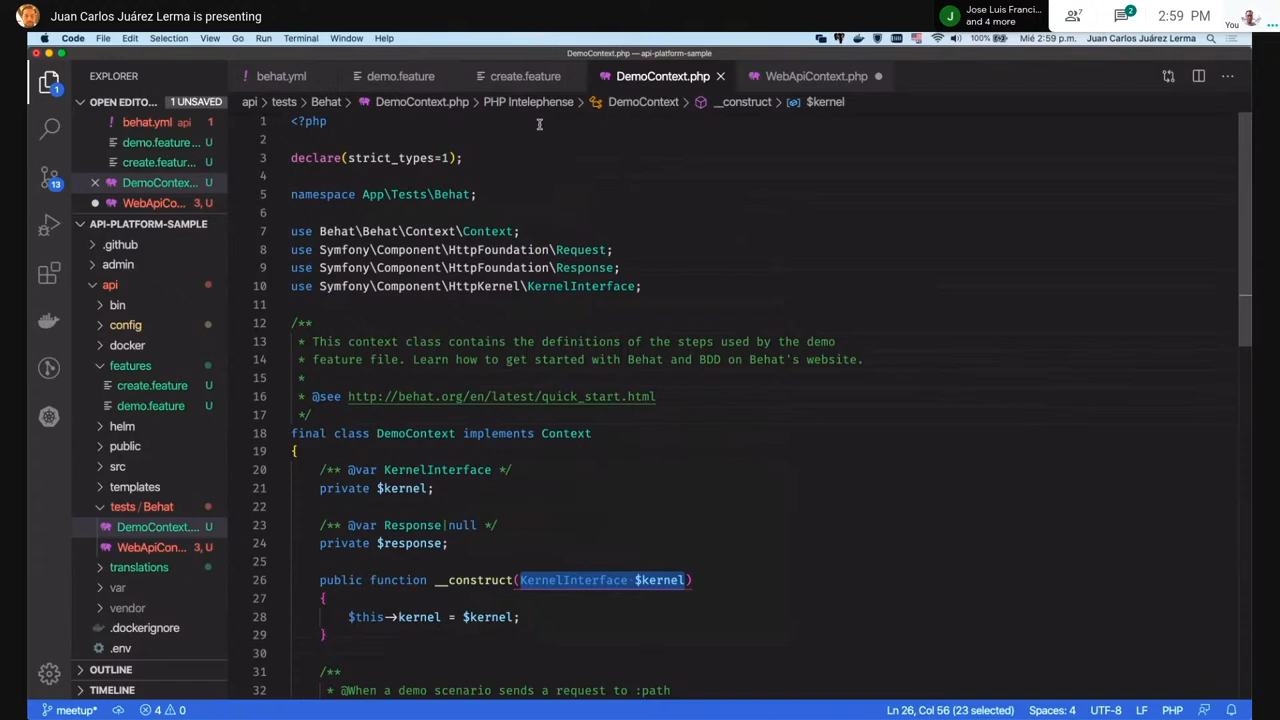 Juan Carlos Juárez Lerma is presenting
J
Jose Luis Franci...
and 4 more
7
2
2:59 PM
You
Code File Edit Selection View Go Run Terminal Window Help
100%
Mié 2:59 p.m.
Juan Carlos Juárez Lerma
DemoContext.php — api-platform-sample
1
EXPLORER
OPEN EDITO...
1 UNSAVED
behat.yml api 1
demo.feature... U
create.featur... U
DemoContex... U
WebApiCo... 3, U
13
API-PLATFORM-SAMPLE
.github
admin
api
bin
config
docker
features
create.feature U
demo.feature U
helm
public
src
templates
tests / Behat
DemoContext.... U
WebApiCon... 3, U
translations
var
vendor
.dockerignore
.env
OUTLINE
TIMELINE
behat.yml
demo.feature
create.feature
DemoContext.php
WebApiContext.php
api > tests > Behat > DemoContext.php > PHP Intelephense > DemoContext > __construct > $kernel
1 <?php
2
3 declare(strict_types=1);
4
5 namespace App\Tests\Behat;
6
7 use Behat\Behat\Context\Context;
8 use Symfony\Component\HttpFoundation\Request;
9 use Symfony\Component\HttpFoundation\Response;
10 use Symfony\Component\HttpKernel\KernelInterface;
11
12 /**
13 * This context class contains the definitions of the steps used by the demo
14 * feature file. Learn how to get started with Behat and BDD on Behat's website.
15 *
16 * @see http://behat.org/en/latest/quick_start.html
17 */
18 final class DemoContext implements Context
19 {
20 /** @var KernelInterface */
21 private $kernel;
22
23 /** @var Response|null */
24 private $response;
25
26 public function __construct(KernelInterface $kernel)
27 {
28 $this->kernel = $kernel;
29 }
30
31 /**
32 * @When a demo scenario sends a request to :path
meetup* 4 0
Ln 26, Col 56 (23 selected) Spaces: 4 UTF-8 LF PHP